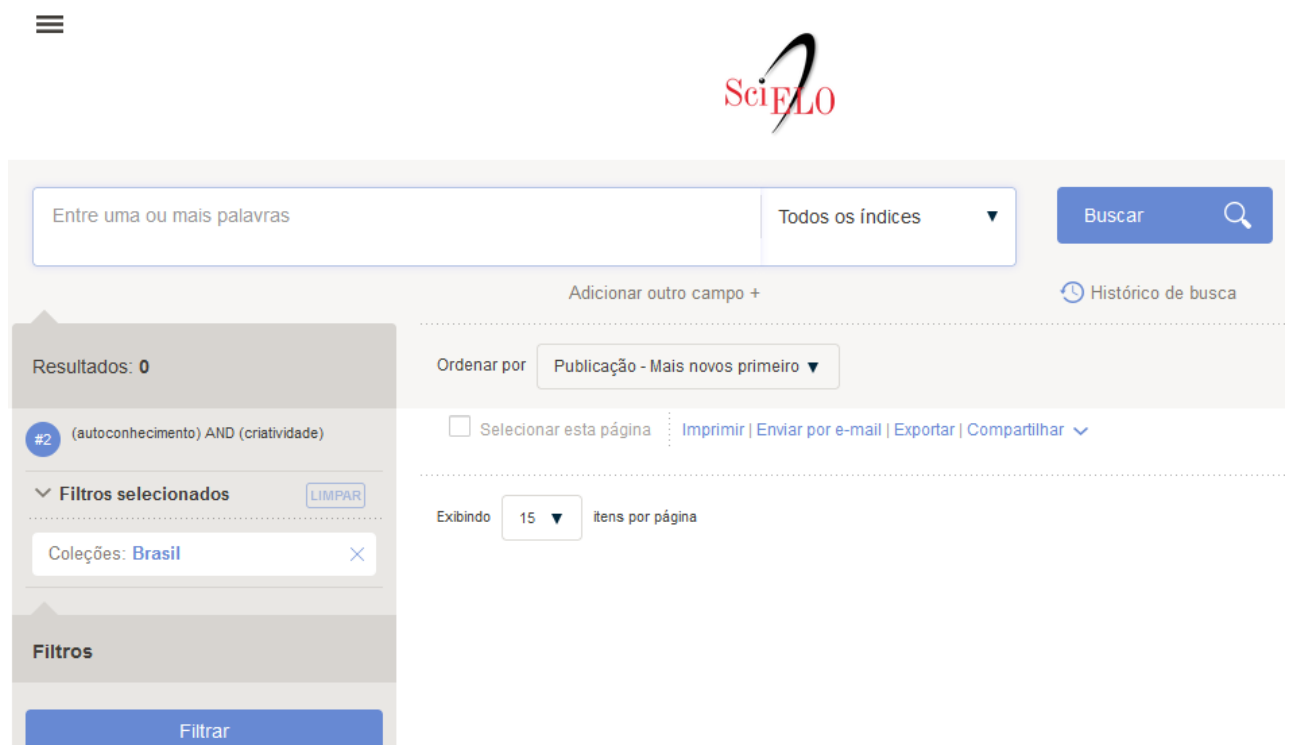 SciELO
Entre uma ou mais palavras
Todos os índices
Buscar
Adicionar outro campo +
Histórico de busca
Resultados: 0
Ordenar por
Publicação - Mais novos primeiro
#2
(autoconhecimento) AND (criatividade)
Selecionar esta página
Imprimir | Enviar por e-mail | Exportar | Compartilhar
Filtros selecionados
LIMPAR
Exibindo
15
itens por página
Coleções: Brasil
Filtros
Filtrar